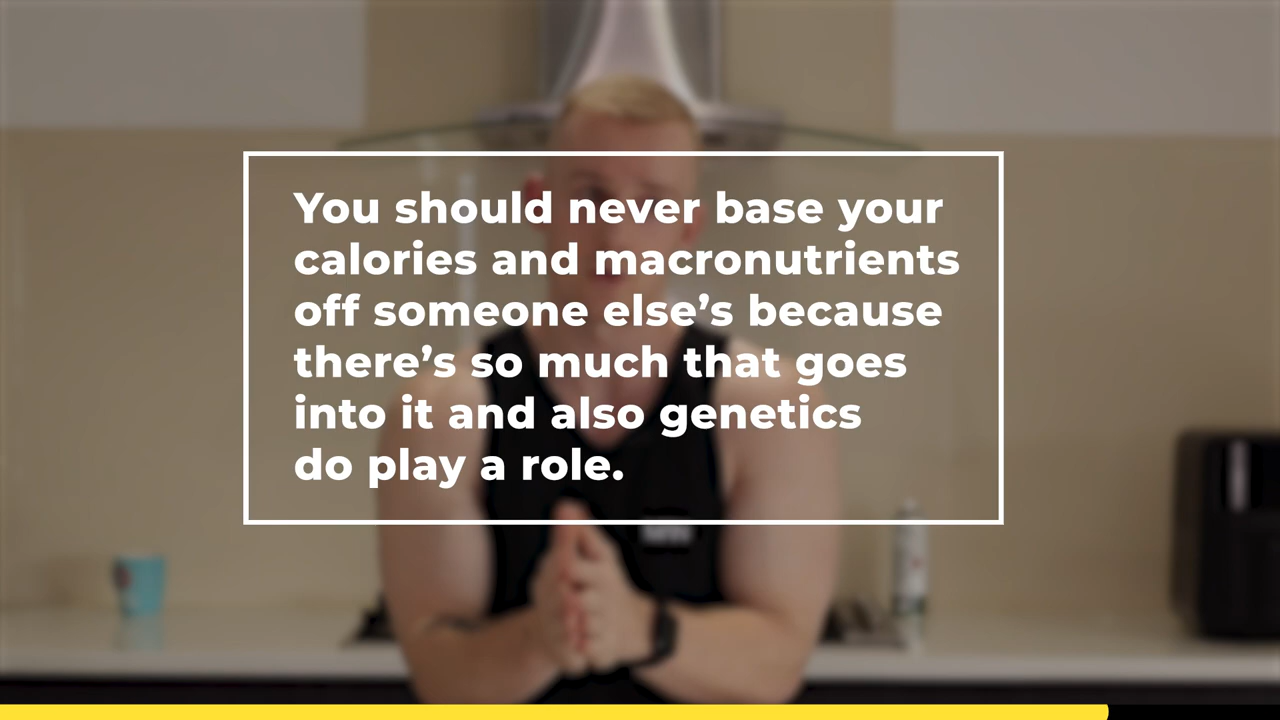 You should never base your
calories and macronutrients
off someone else’s because
there’s so much that goes
into it and also genetics
do play a role.